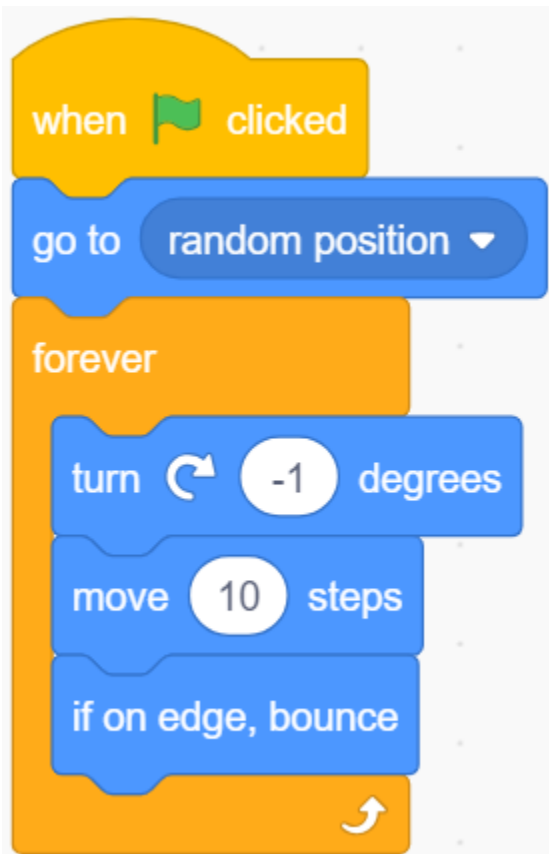 when clicked
go to random position
forever
turn -1 degrees
move 10 steps
if on edge, bounce